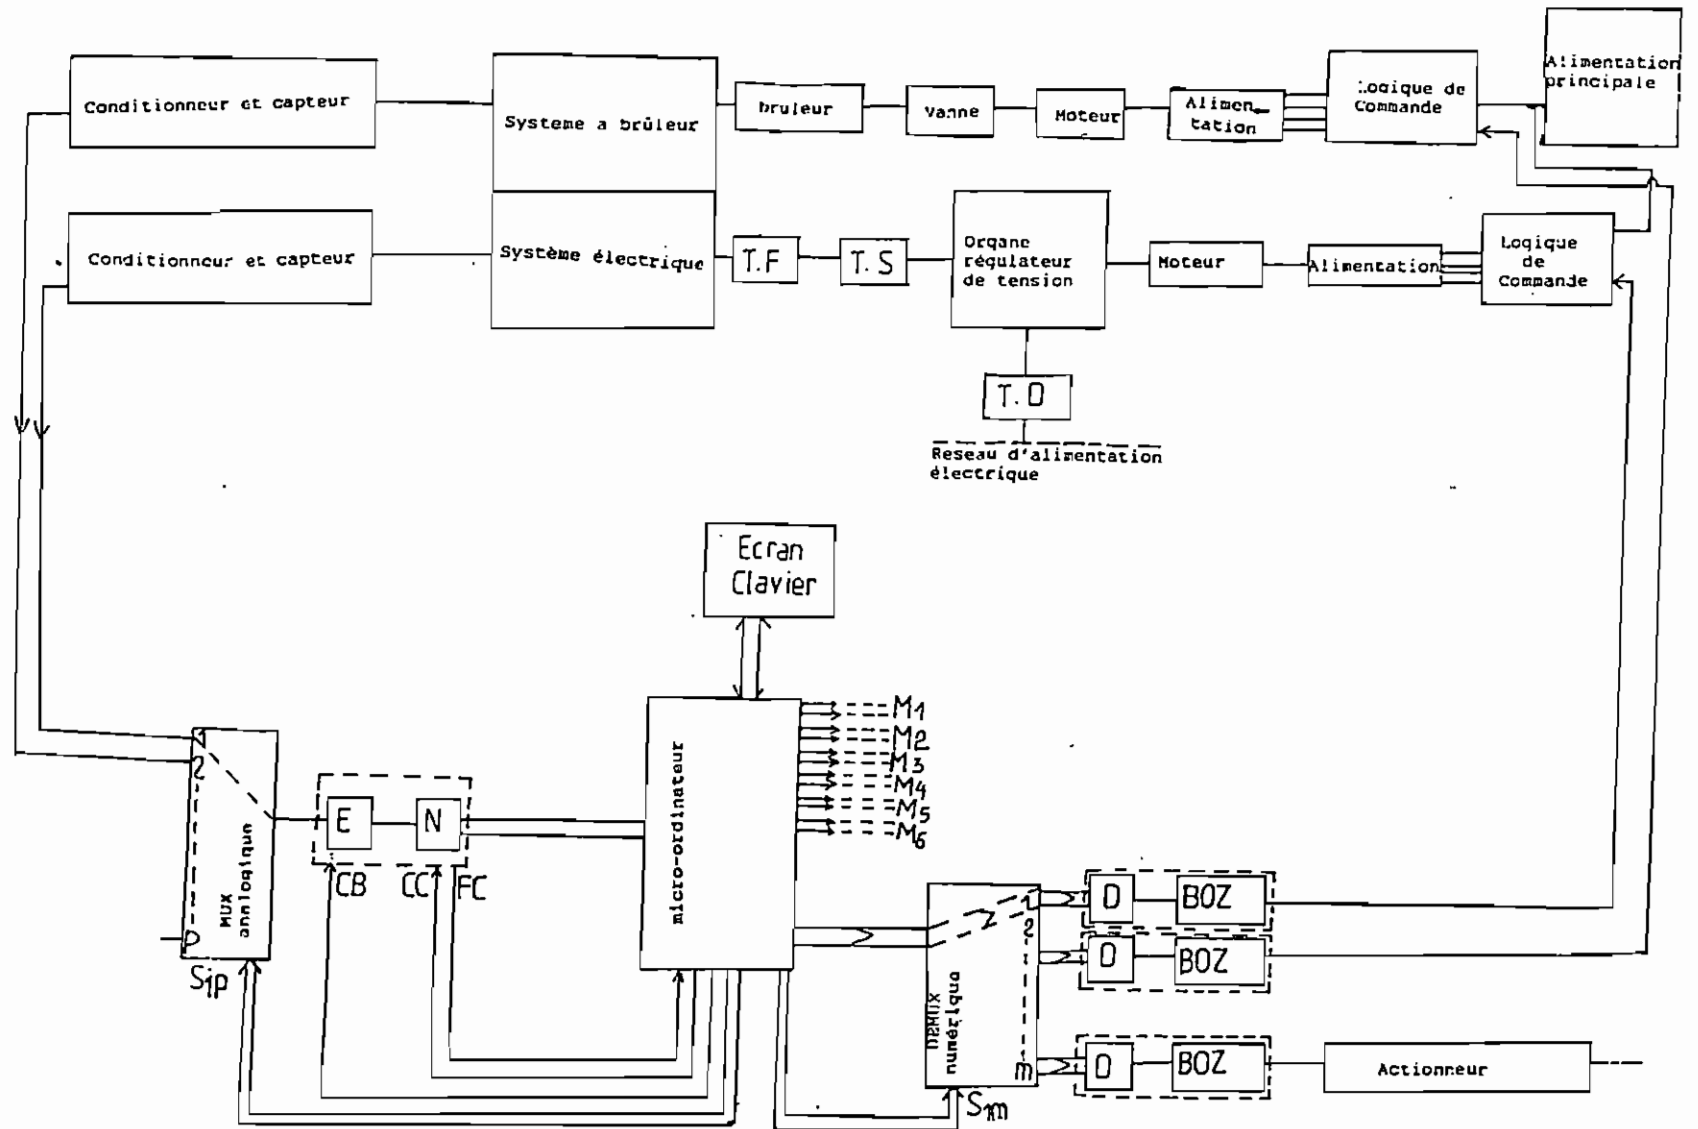 Alimentation
principale
Conditionneur et capteur
Systeme a brûleur
bruleur
Vanne
Moteur
Alimen-
tation
Logique de
Commande
Conditionneur et capteur
Système électrique
T.F
T.S
Organe
régulateur
de tension
Moteur
Alimentation
Logique
de
Commande
T.D
Reseau d'alimentation
électrique
Ecran
Clavier
1
2
p
MUX
annlogique
S1p
E
N
CB
CC
FC
micro-ordinateur
M1
M2
M3
M4
M5
M6
1
2
m
DEMUX
numérique
S1m
D
BOZ
D
BOZ
D
BOZ
Actionneur